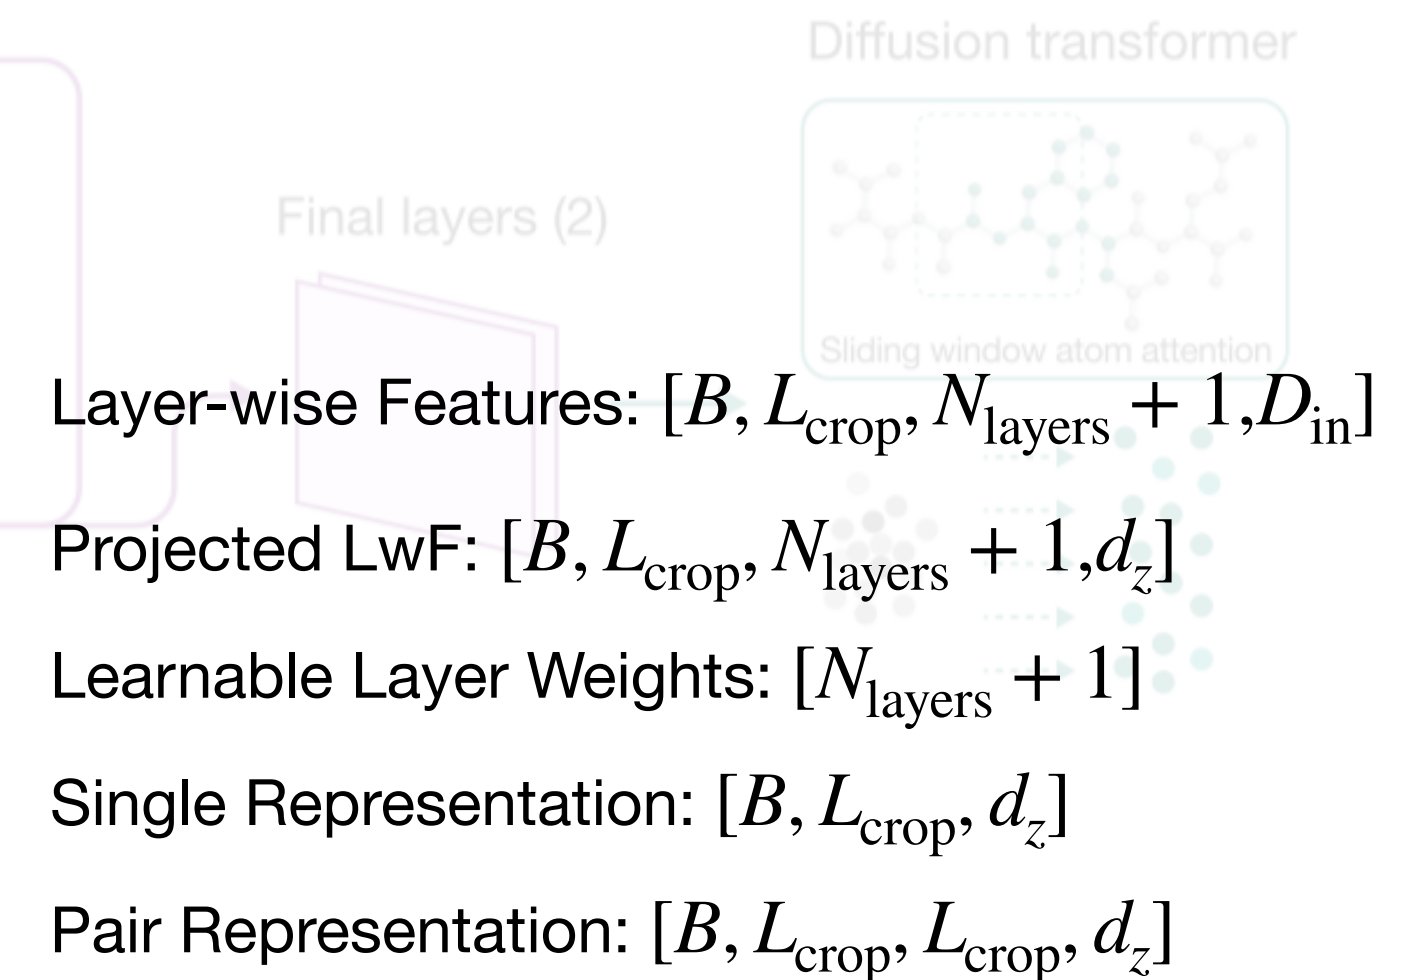 Diffusion transformer
Final layers (2)
Sliding window atom attention
Layer-wise Features: [B, L_crop, N_layers + 1,D_in]
Projected LwF: [B, L_crop, N_layers + 1,d_z]
Learnable Layer Weights: [N_layers + 1]
Single Representation: [B, L_crop, d_z]
Pair Representation: [B, L_crop, L_crop, d_z]